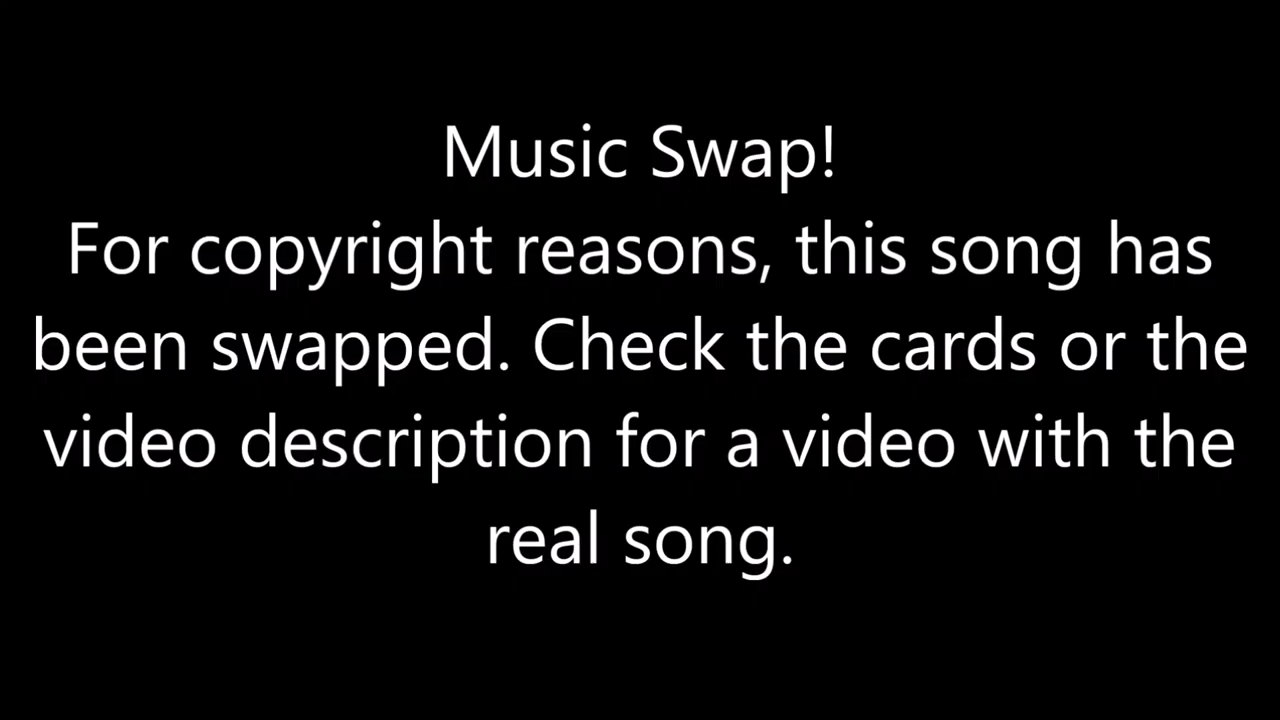 Music Swap!
For copyright reasons, this song has
been swapped. Check the cards or the
video description for a video with the
real song.